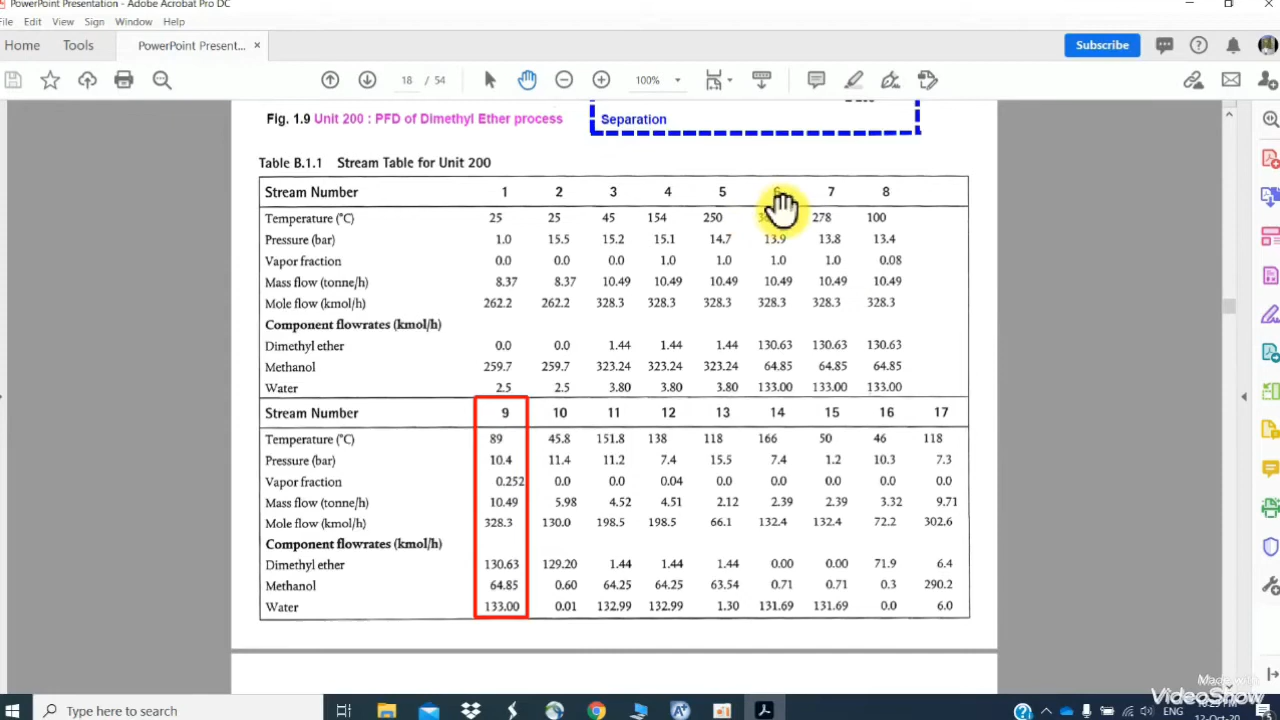 PowerPoint Presentation - Adobe Acrobat Pro DC
File Edit View Sign Window Help
Home Tools PowerPoint Present... × Subscribe
18 / 54 100%
Fig. 1.9 Unit 200 : PFD of Dimethyl Ether process
Separation
Table B.1.1 Stream Table for Unit 200
Stream Number 1 2 3 4 5 6 7 8
Temperature (°C) 25 25 45 154 250 278 100
Pressure (bar) 1.0 15.5 15.2 15.1 14.7 13.9 13.8 13.4
Vapor fraction 0.0 0.0 0.0 1.0 1.0 1.0 1.0 0.08
Mass flow (tonne/h) 8.37 8.37 10.49 10.49 10.49 10.49 10.49 10.49
Mole flow (kmol/h) 262.2 262.2 328.3 328.3 328.3 328.3 328.3 328.3
Component flowrates (kmol/h)
Dimethyl ether 0.0 0.0 1.44 1.44 1.44 130.63 130.63 130.63
Methanol 259.7 259.7 323.24 323.24 323.24 64.85 64.85 64.85
Water 2.5 2.5 3.80 3.80 3.80 133.00 133.00 133.00
Stream Number 9 10 11 12 13 14 15 16 17
Temperature (°C) 89 45.8 151.8 138 118 166 50 46 118
Pressure (bar) 10.4 11.4 11.2 7.4 15.5 7.4 1.2 10.3 7.3
Vapor fraction 0.252 0.0 0.0 0.04 0.0 0.0 0.0 0.0 0.0
Mass flow (tonne/h) 10.49 5.98 4.52 4.51 2.12 2.39 2.39 3.32 9.71
Mole flow (kmol/h) 328.3 130.0 198.5 198.5 66.1 132.4 132.4 72.2 302.6
Component flowrates (kmol/h)
Dimethyl ether 130.63 129.20 1.44 1.44 1.44 0.00 0.00 71.9 6.4
Methanol 64.85 0.60 64.25 64.25 63.54 0.71 0.71 0.3 290.2
Water 133.00 0.01 132.99 132.99 1.30 131.69 131.69 0.0 6.0
Made with
VideoShow
Type here to search ENG